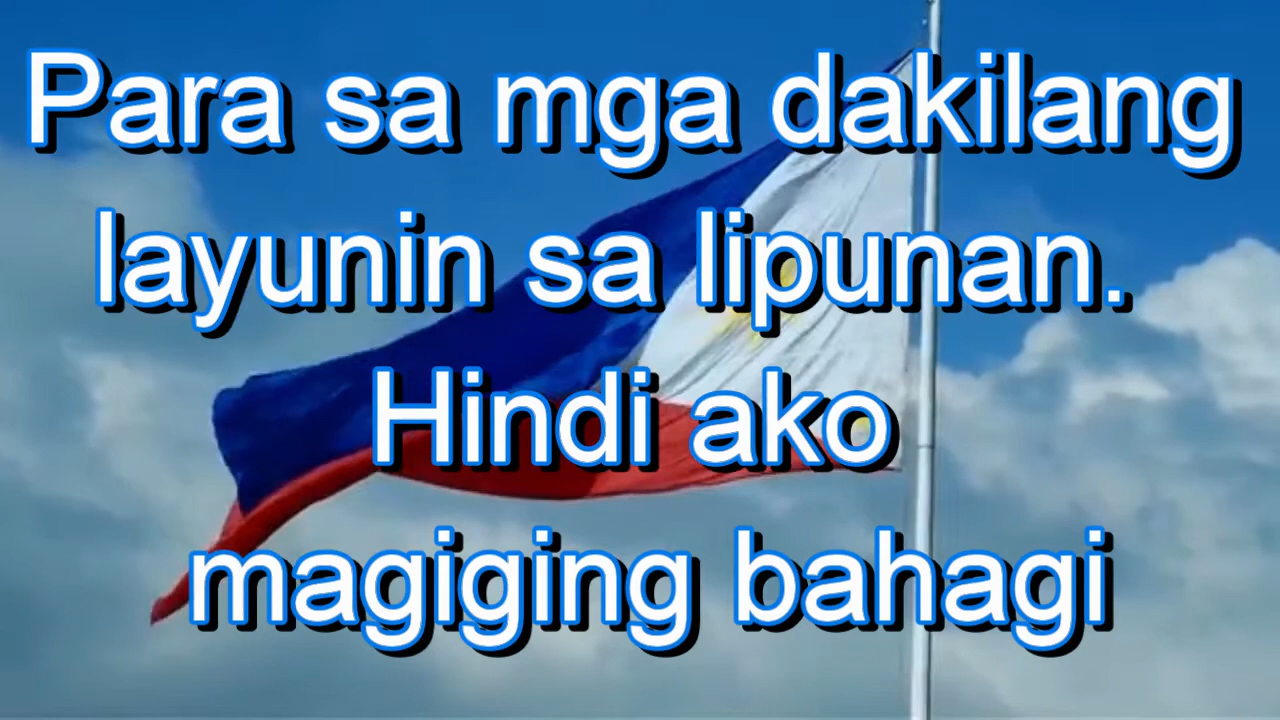 Para sa mga dakilang
layunin sa lipunan.
Hindi ako
magiging bahagi